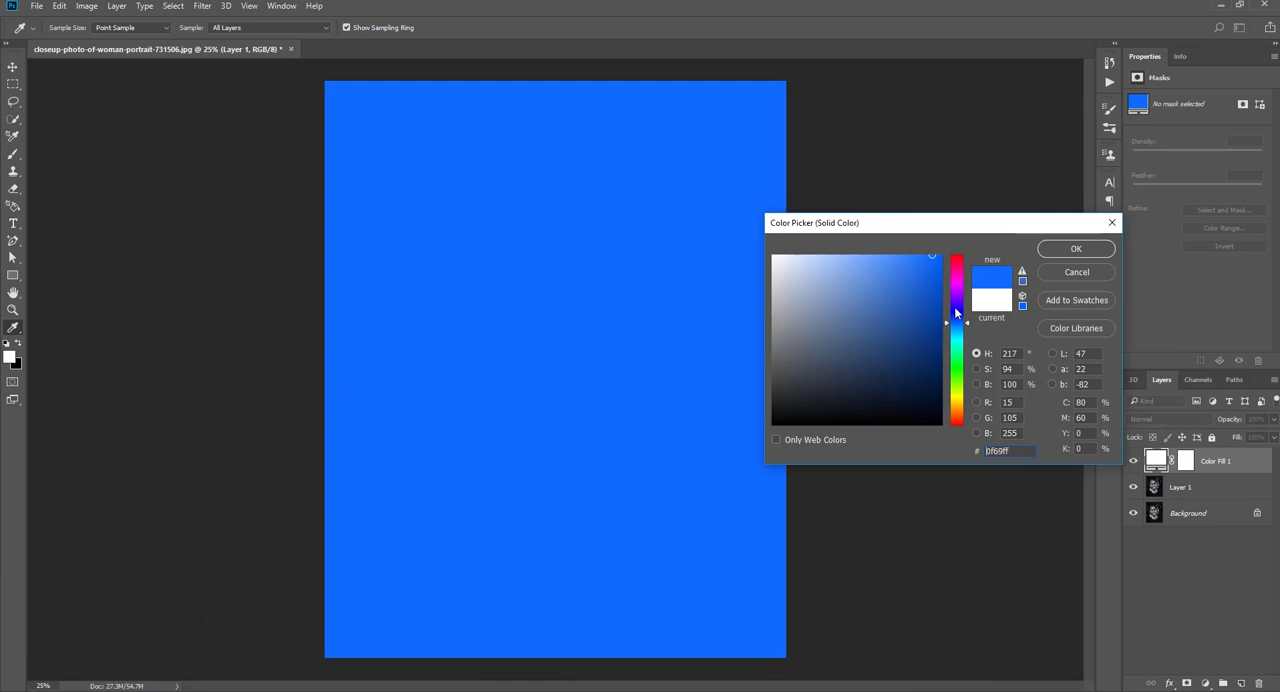 Ps File Edit Image Layer Type Select Filter 3D View Window Help
Sample Size: Point Sample Sample: All Layers Show Sampling Ring
closeup-photo-of-woman-portrait-731506.jpg @ 25% (Layer 1, RGB/8) * ×
Properties Info
Masks
No mask selected
Density:
Feather:
Refine:
Select and Mask...
Color Range...
Invert
Color Picker (Solid Color)
new
current
OK
Cancel
Add to Swatches
Color Libraries
H: 217 °
S: 94 %
B: 100 %
R: 15
G: 105
B: 255
# 0f69ff
L: 47
a: 22
b: -82
C: 80 %
M: 60 %
Y: 0 %
K: 0 %
Only Web Colors
3D Layers Channels Paths
Kind
Normal Opacity: 100%
Lock: Fill: 100%
Color Fill 1
Layer 1
Background
25% Doc: 27.3M/54.7M